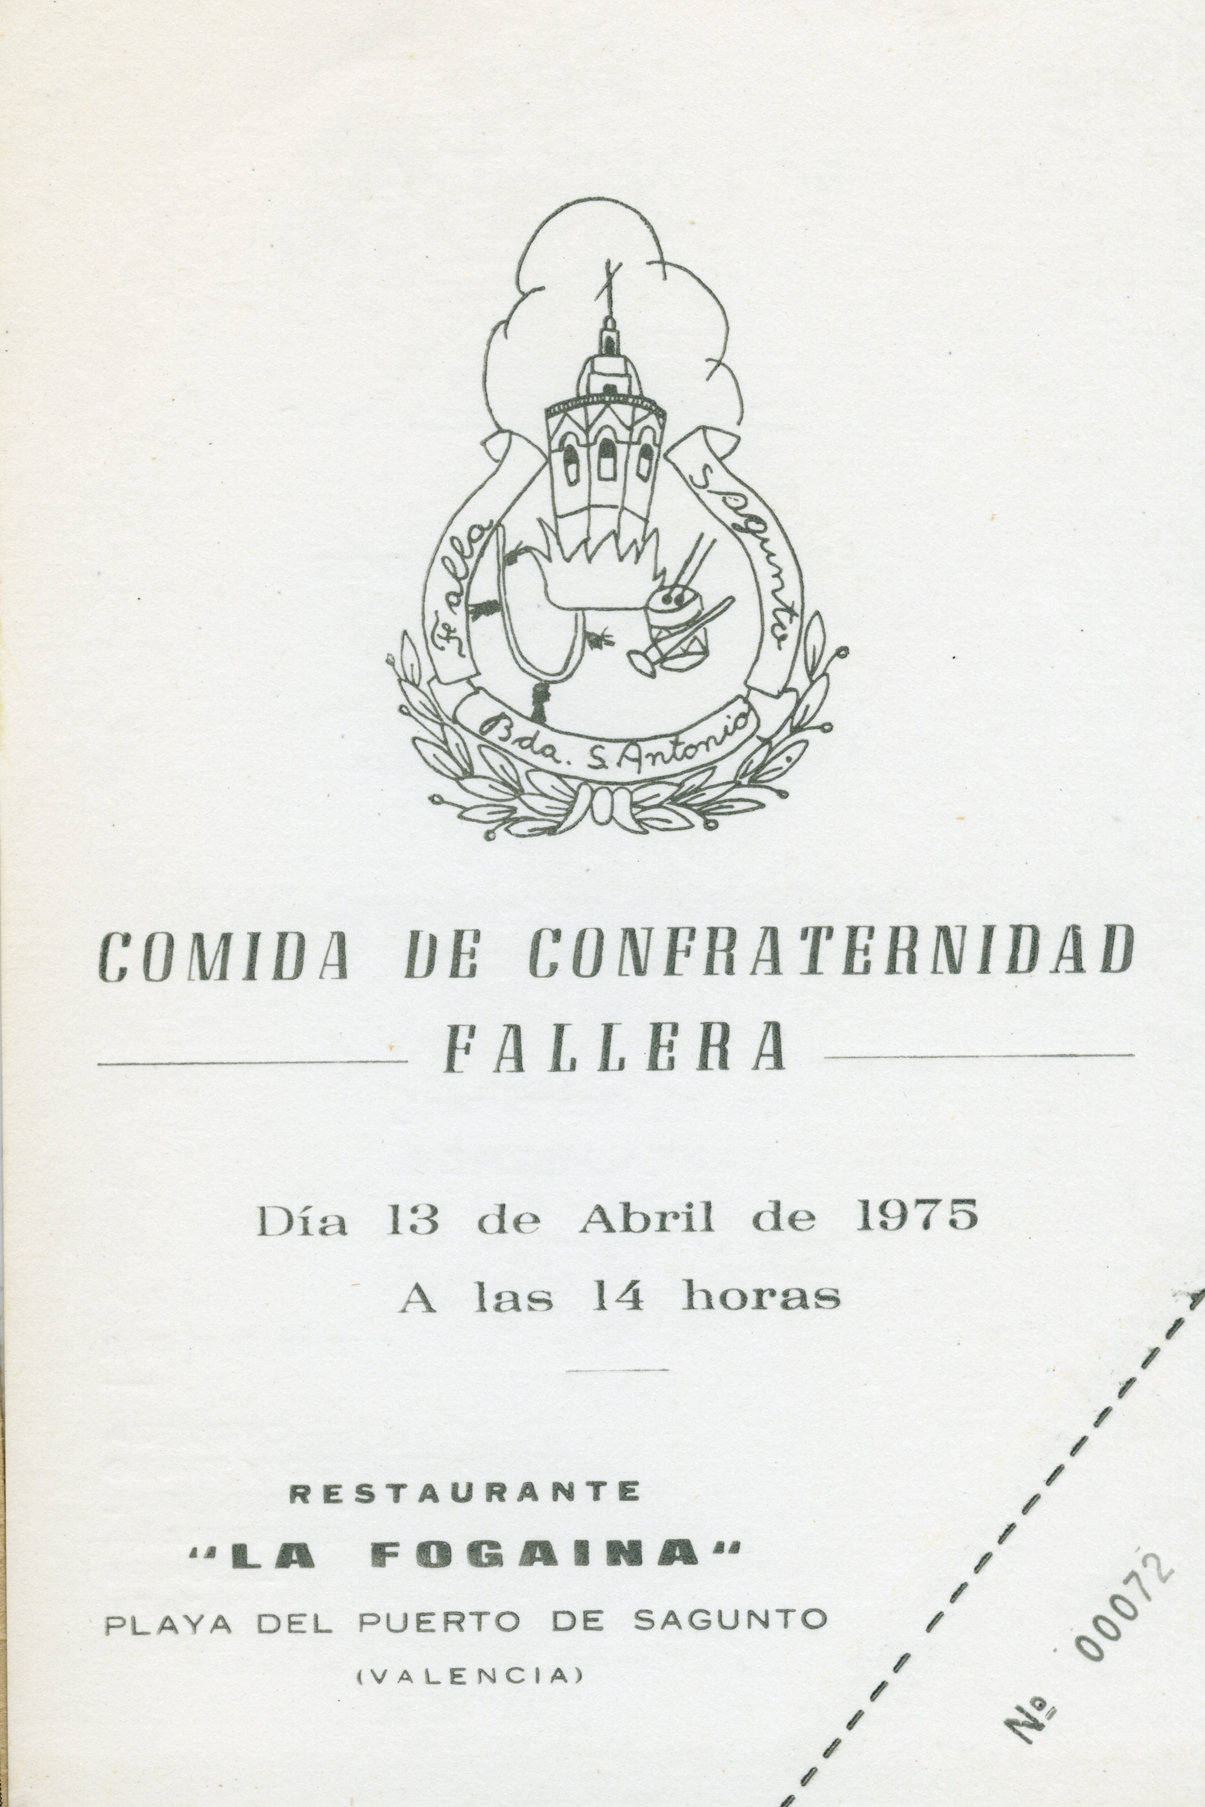 Falla
Sagunto
Bda. S. Antonio
COMIDA DE CONFRATERNIDAD
FALLERA
Día 13 de Abril de 1975
A las 14 horas
RESTAURANTE
"LA FOGAINA"
PLAYA DEL PUERTO DE SAGUNTO
(VALENCIA)
Nº 00072